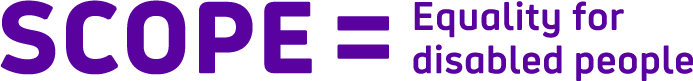 SCOPE = Equality for
disabled people